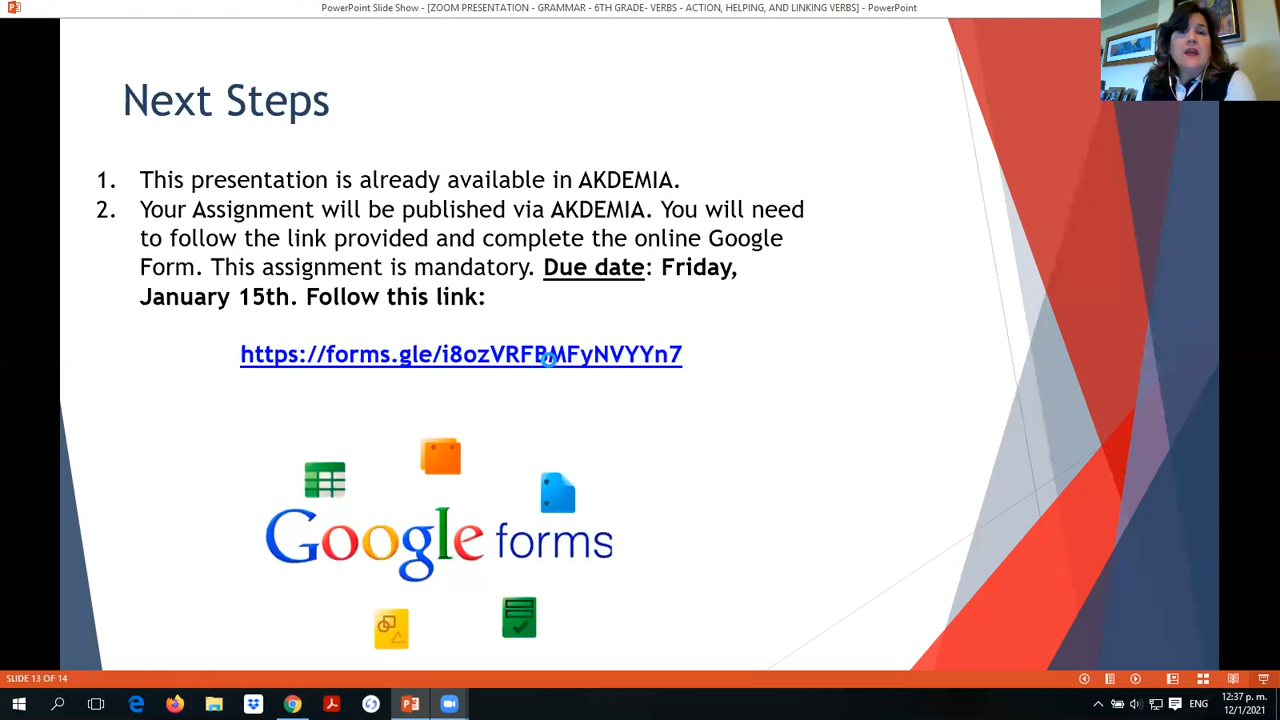 PowerPoint Slide Show - [ZOOM PRESENTATION - GRAMMAR - 6TH GRADE- VERBS - ACTION, HELPING, AND LINKING VERBS] - PowerPoint
Next Steps
1. This presentation is already available in AKDEMIA.
2. Your Assignment will be published via AKDEMIA. You will need
to follow the link provided and complete the online Google
Form. This assignment is mandatory. Due date: Friday,
January 15th. Follow this link:
https://forms.gle/i8ozVRFBMFyNVYYn7
Google forms
SLIDE 13 OF 14
ENG
12:37 p. m.
12/1/2021